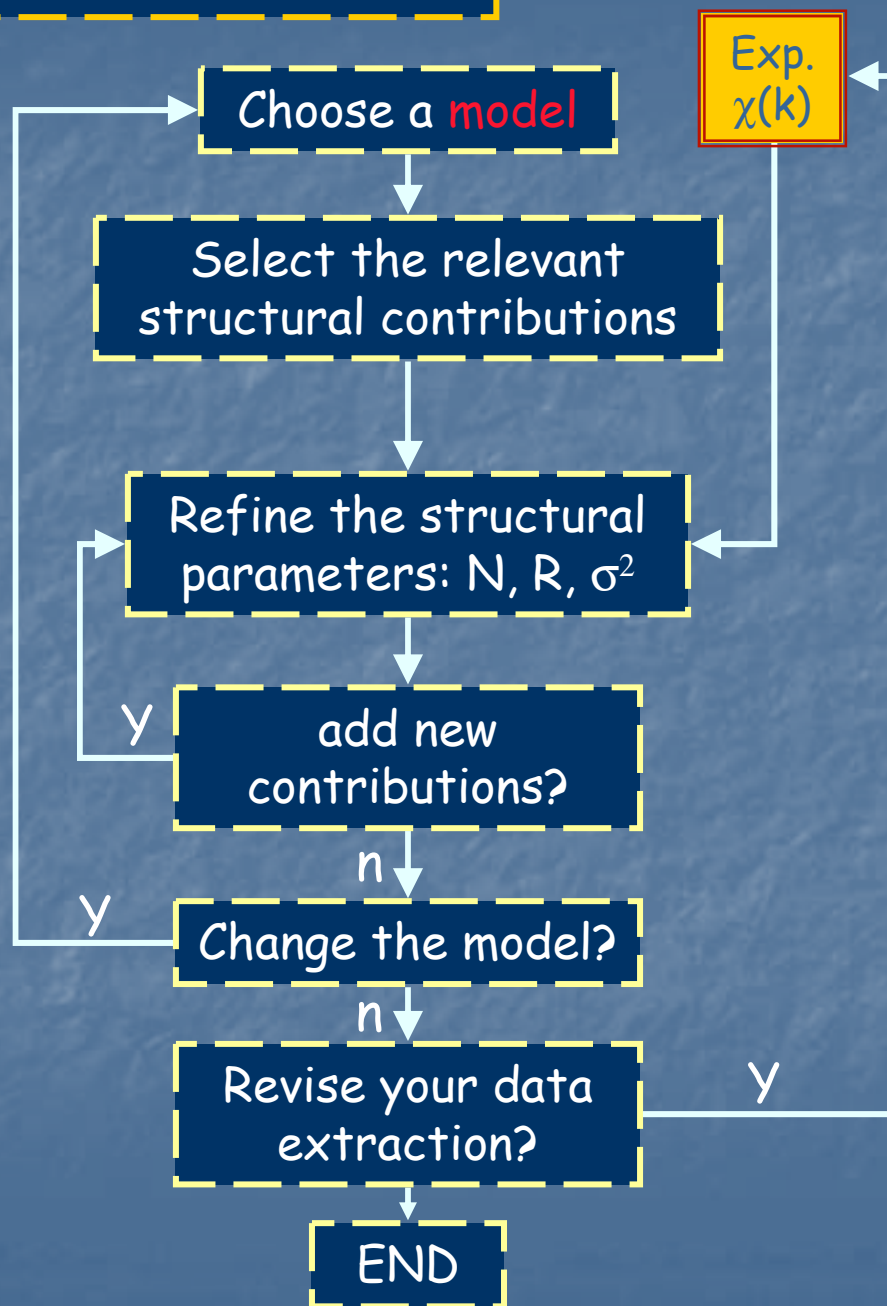 Exp.
χ(k)
Choose a model
Select the relevant
structural contributions
Refine the structural
parameters: N, R, σ²
y
add new
contributions?
n
y
Change the model?
n
Revise your data
extraction?
y
END